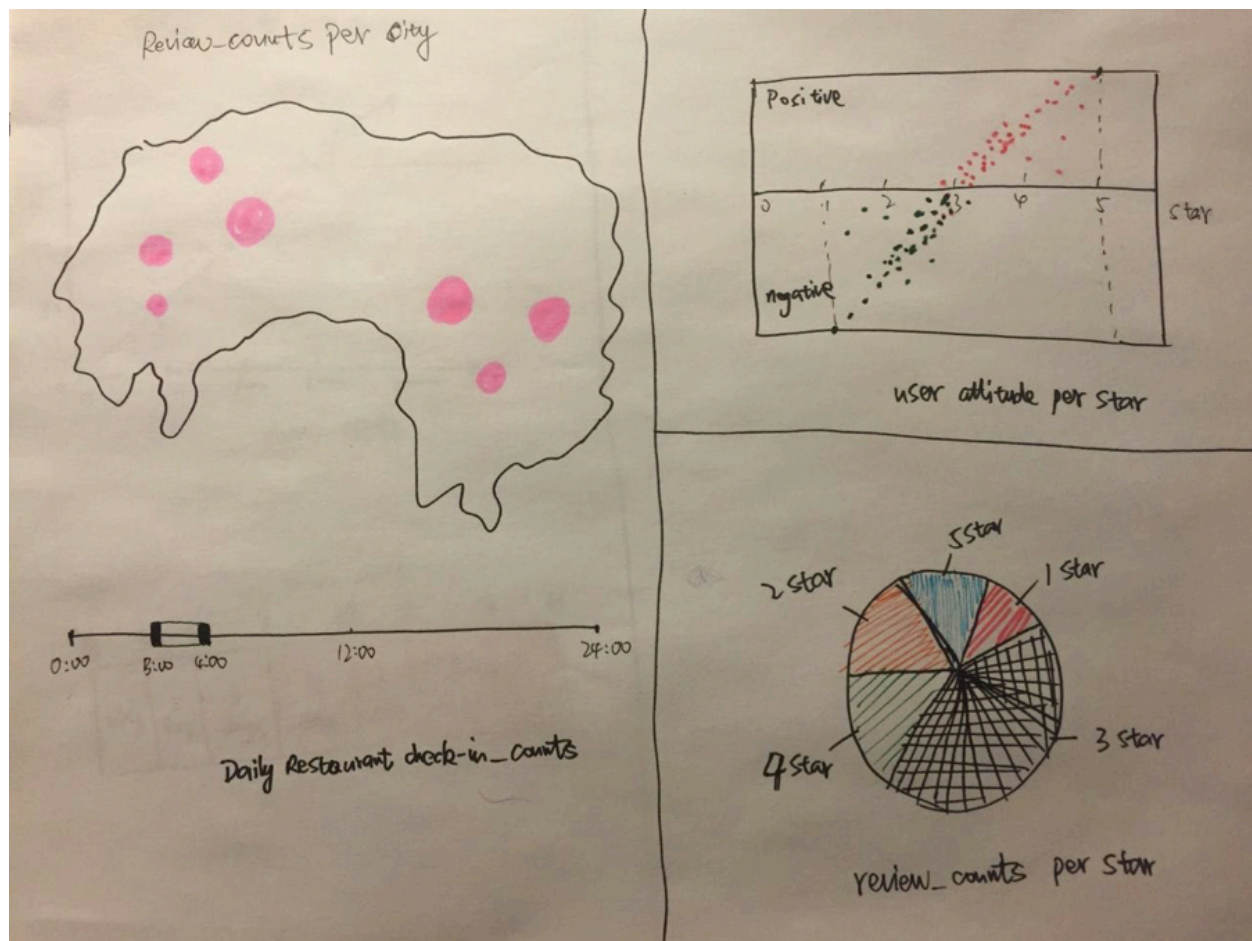 Review_counts per City
0:00
3:00
6:00
12:00
24:00
Daily Restaurant check-in_counts
Positive
0
1
2
3
4
5
star
negative
user attitude per star
5 star
1 star
2 star
3 star
4 star
review_counts per star